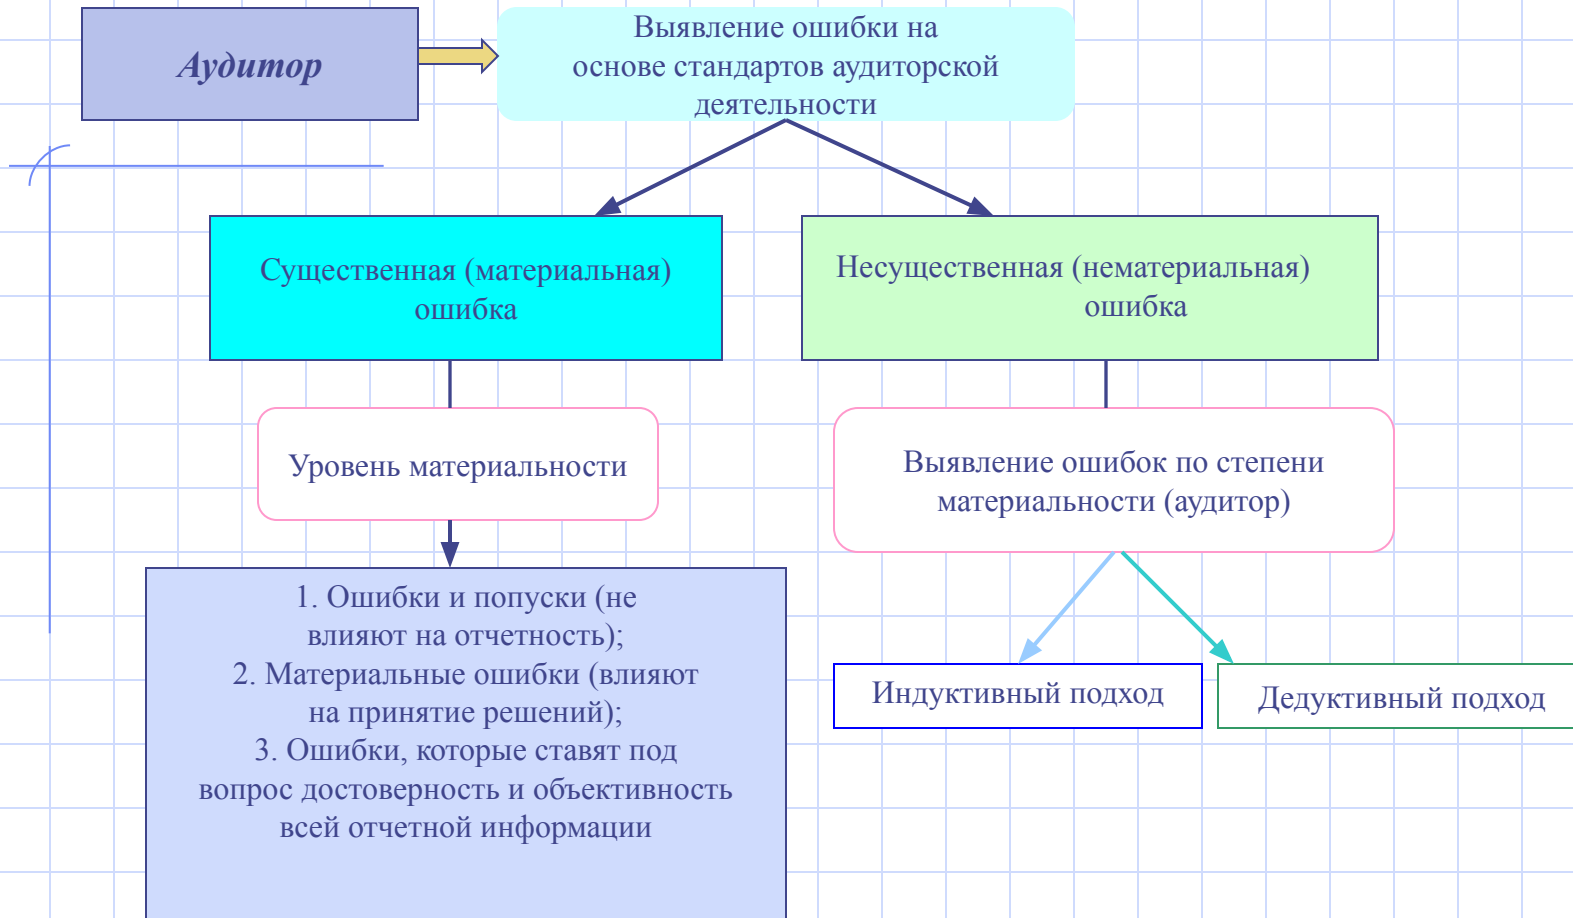 Аудитор
Выявление ошибки на
основе стандартов аудиторской
деятельности
Существенная (материальная)
ошибка
Несущественная (нематериальная)
ошибка
Уровень материальности
Выявление ошибок по степени
материальности (аудитор)
1. Ошибки и попуски (не
влияют на отчетность);
2. Материальные ошибки (влияют
на принятие решений);
3. Ошибки, которые ставят под
вопрос достоверность и объективность
всей отчетной информации
Индуктивный подход
Дедуктивный подход